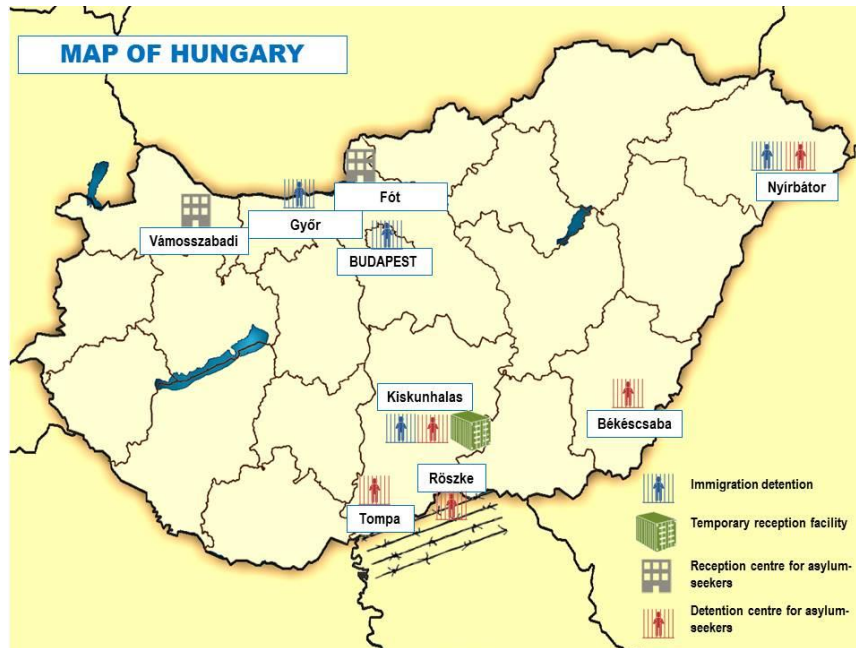 MAP OF HUNGARY
Nyírbátor
Fót
Győr
Vámosszabadi
BUDAPEST
Kiskunhalas
Békéscsaba
Röszke
Tompa
Immigration detention
Temporary reception facility
Reception centre for asylum-
seekers
Detention centre for asylum-
seekers